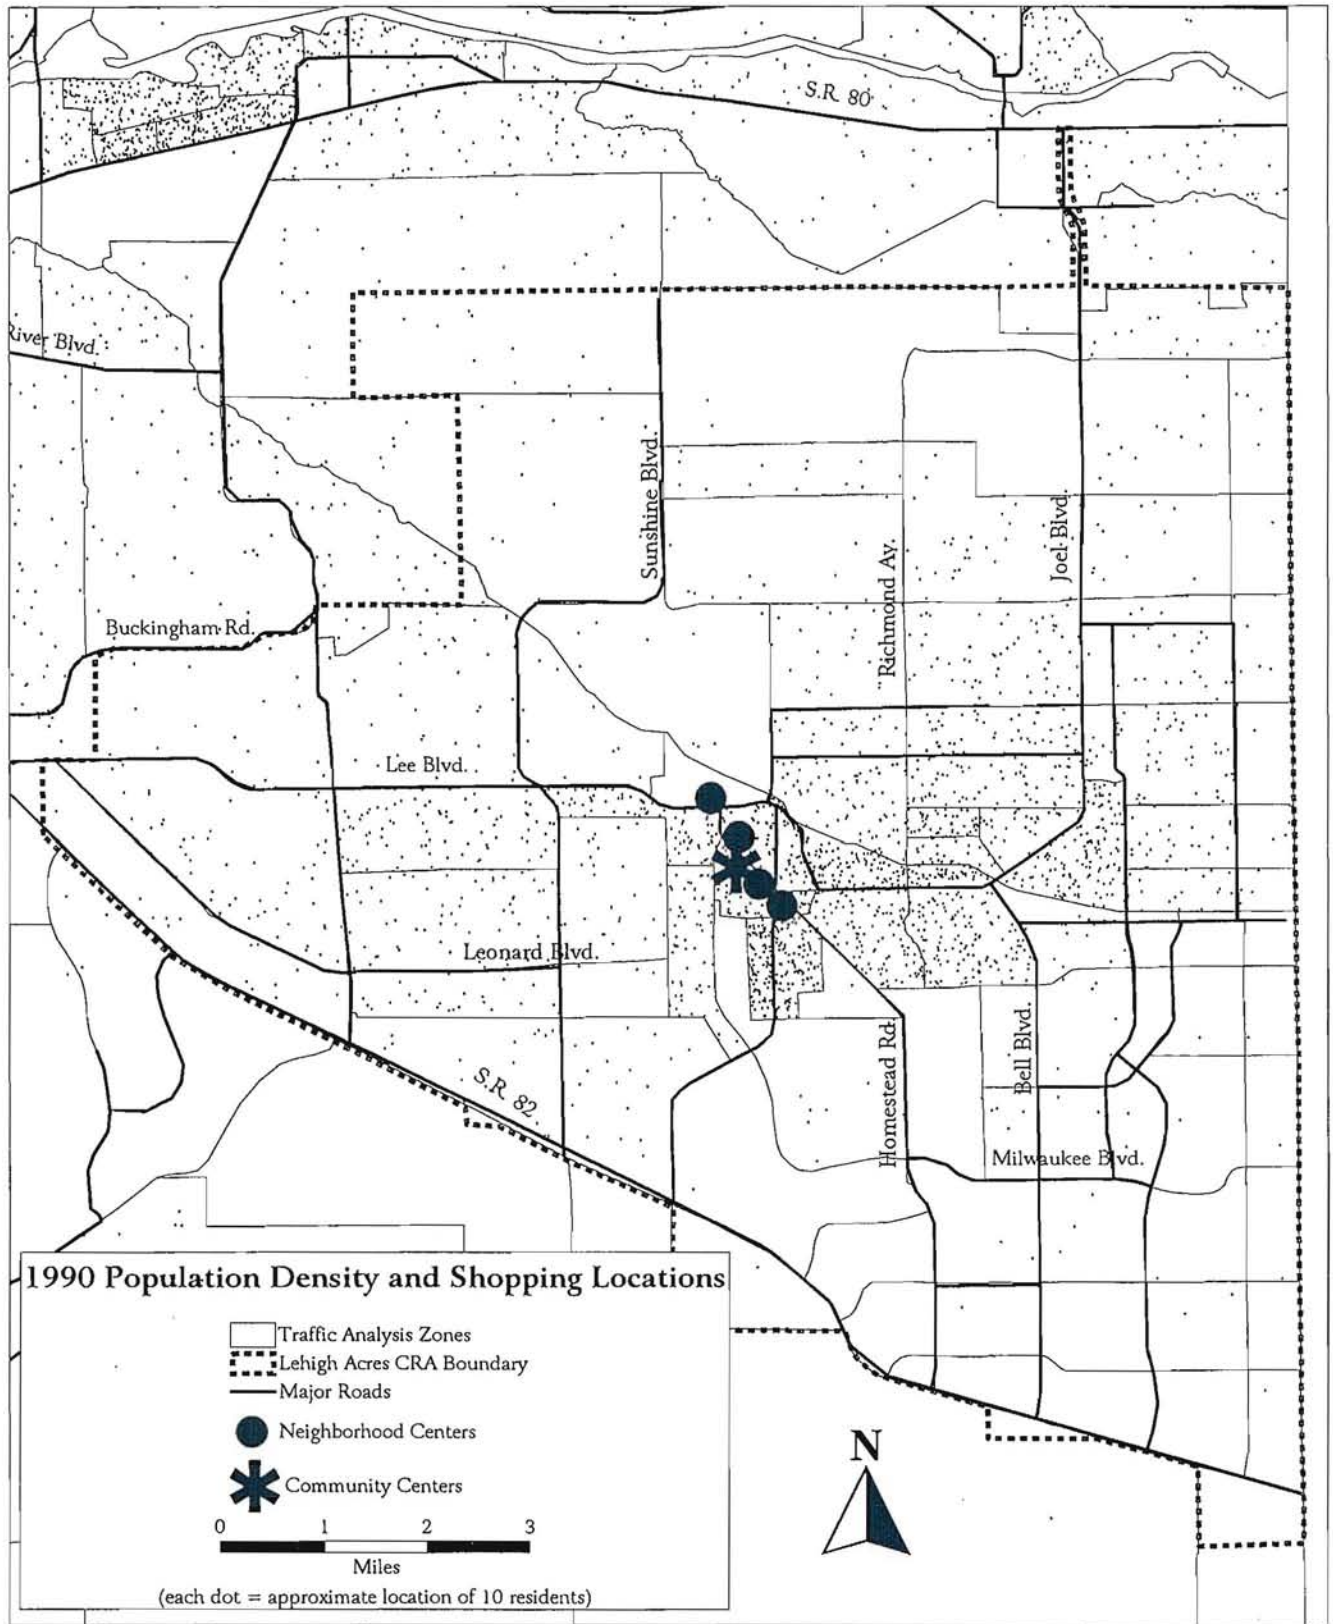 S.R. 80
River Blvd.
Sunshine Blvd.
Joel Blvd.
Richmond Av.
Buckingham Rd.
Lee Blvd.
Leonard Blvd.
Bell Blvd.
Homestead Rd.
S.R. 82
Milwaukee Blvd.
1990 Population Density and Shopping Locations
Traffic Analysis Zones
Lehigh Acres CRA Boundary
Major Roads
Neighborhood Centers
Community Centers
0 1 2 3
Miles
(each dot = approximate location of 10 residents)
N